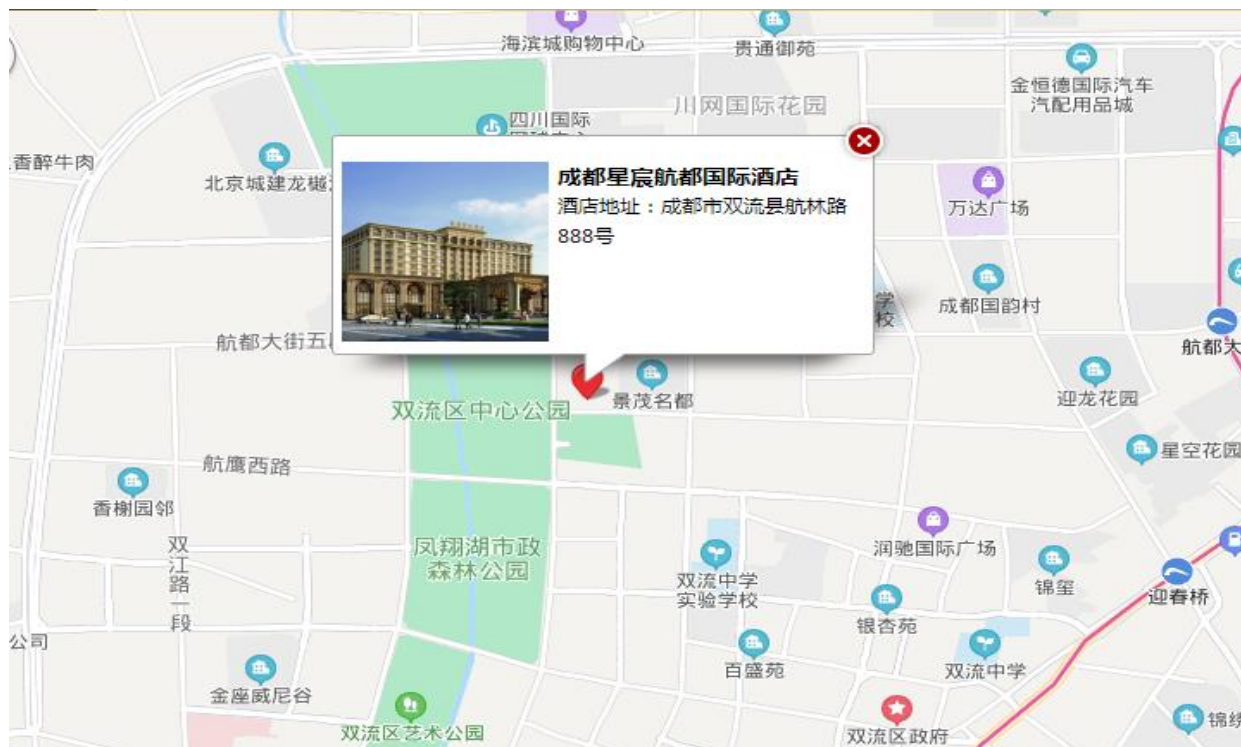 海滨城购物中心
贵通御苑
金恒德国际汽车
汽配用品城
川网国际花园
四川国际
香醉牛肉
北京城建龙樾
成都星宸航都国际酒店
酒店地址：成都市双流县航林路
888号
万达广场
学
校
成都国韵村
航都大街五
航都大
景茂名都
迎龙花园
双流区中心公园
星空花园
航鹰西路
香榭园邻
润驰国际广场
双
江
路
一
段
凤翔湖市政
森林公园
双流中学
实验学校
锦玺
迎春桥
银杏苑
公司
百盛苑
双流中学
金座威尼谷
双流区艺术公园
双流区政府
锦绣